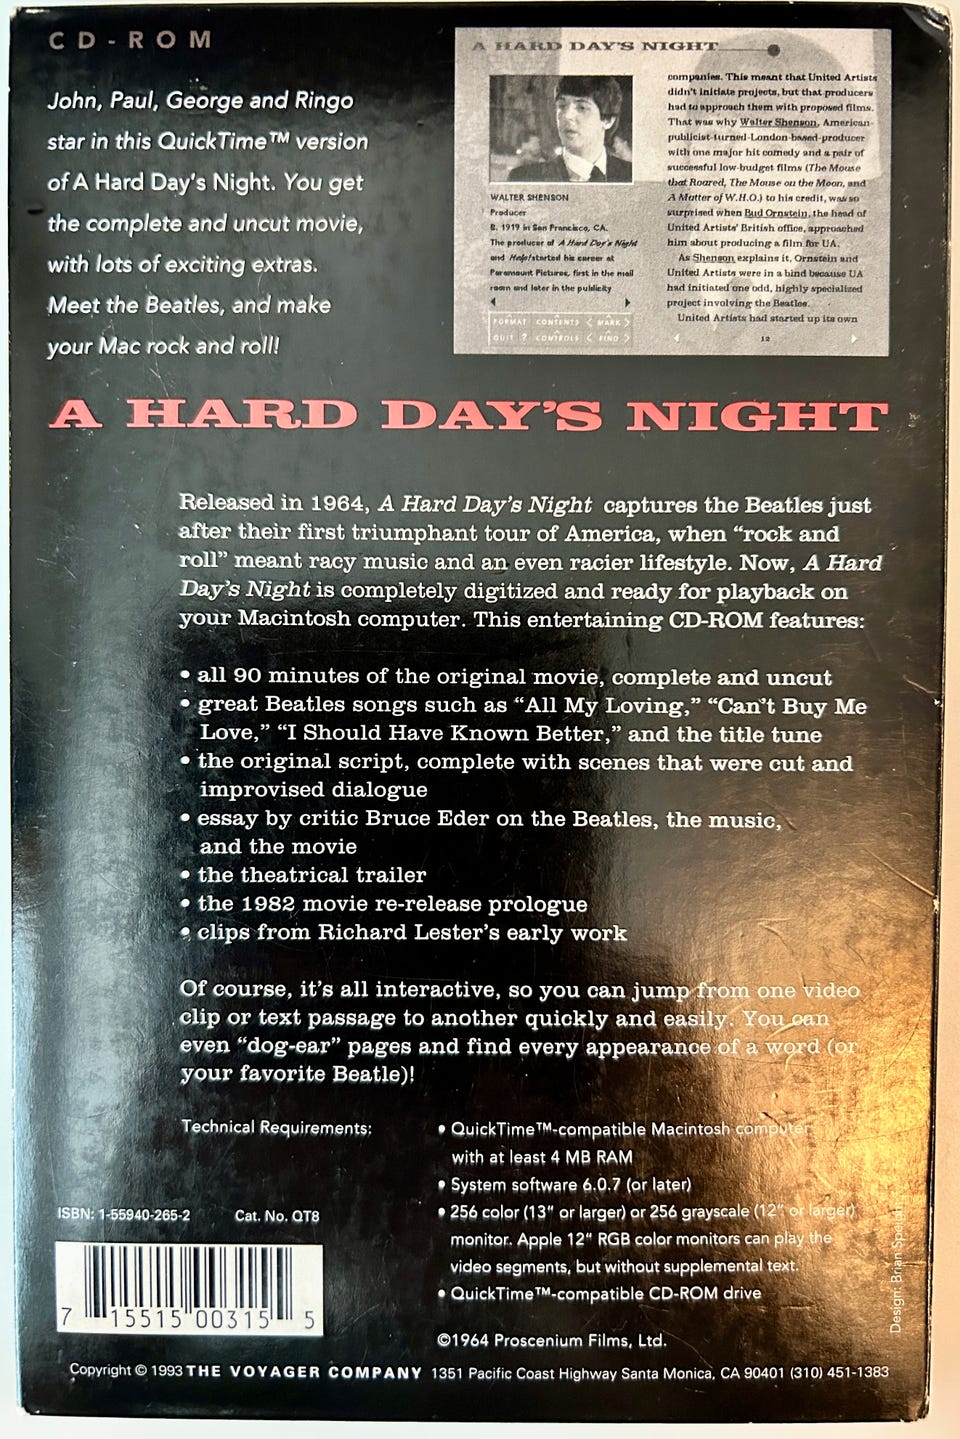 CD-ROM
John, Paul, George and Ringo
star in this QuickTime™ version
of A Hard Day's Night. You get
the complete and uncut movie,
with lots of exciting extras.
Meet the Beatles, and make
your Mac rock and roll!
A HARD DAY'S NIGHT
WALTER SHENSON
Producer
B. 1919 in San Francisco, CA.
The producer of A Hard Day's Night
and Help! started his career at
Paramount Pictures, first in the mail
room and later in the publicity
FORMAT CONTENTS < MARK >
QUIT ? CONTROLS < FIND >
companies. This meant that United Artists
didn't initiate projects, but that producers
had to approach them with proposed films.
That was why Walter Shenson, American-
publicist-turned-London-based-producer
with one major hit comedy and a pair of
successful low-budget films (The Mouse
that Roared, The Mouse on the Moon, and
A Matter of W.H.O.) to his credit, was so
surprised when Bud Ornstein, the head of
United Artists' British office, approached
him about producing a film for UA.
As Shenson explains it, Ornstein and
United Artists were in a bind because UA
had initiated one odd, highly specialized
project involving the Beatles.
United Artists had started up its own
12
A HARD DAY'S NIGHT
Released in 1964, A Hard Day's Night captures the Beatles just
after their first triumphant tour of America, when “rock and
roll” meant racy music and an even racier lifestyle. Now, A Hard
Day's Night is completely digitized and ready for playback on
your Macintosh computer. This entertaining CD-ROM features:
• all 90 minutes of the original movie, complete and uncut
• great Beatles songs such as “All My Loving,” “Can't Buy Me
Love,” “I Should Have Known Better,” and the title tune
• the original script, complete with scenes that were cut and
improvised dialogue
• essay by critic Bruce Eder on the Beatles, the music,
and the movie
• the theatrical trailer
• the 1982 movie re-release prologue
• clips from Richard Lester's early work
Of course, it's all interactive, so you can jump from one video
clip or text passage to another quickly and easily. You can
even “dog-ear” pages and find every appearance of a word (or
your favorite Beatle)!
Technical Requirements:
• QuickTime™-compatible Macintosh computer
with at least 4 MB RAM
• System software 6.0.7 (or later)
• 256 color (13" or larger) or 256 grayscale (12" or larger)
monitor. Apple 12" RGB color monitors can play the
video segments, but without supplemental text.
• QuickTime™-compatible CD-ROM drive
ISBN: 1-55940-265-2 Cat. No. QT8
7 15515 00315 5
©1964 Proscenium Films, Ltd.
Copyright © 1993 THE VOYAGER COMPANY 1351 Pacific Coast Highway Santa Monica, CA 90401 (310) 451-1383
Design: Brian Speight